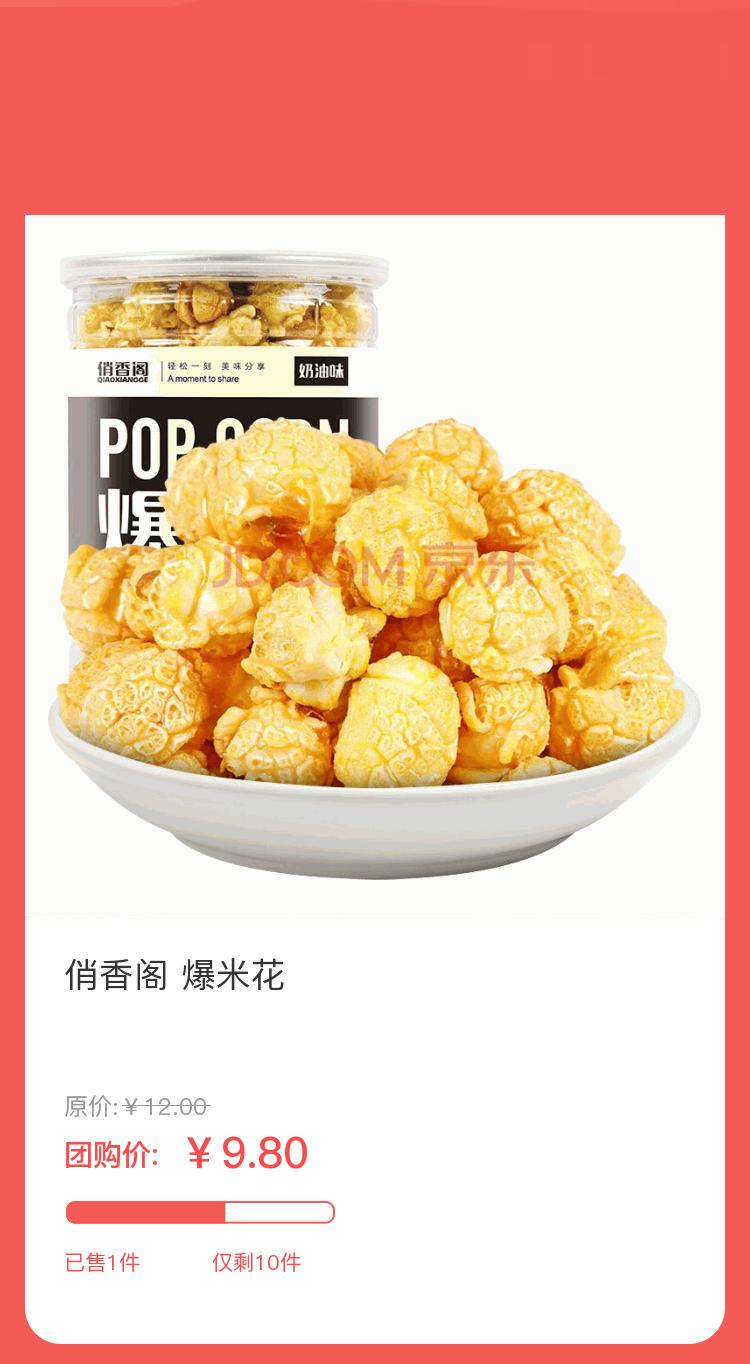 俏香阁
QIAOXIANGGE
轻松一刻 美味分享
A moment to share
奶油味
POP CORN
爆
JD.COM 京东
俏香阁 爆米花
原价:¥12.00
团购价: ¥9.80
已售1件 仅剩10件